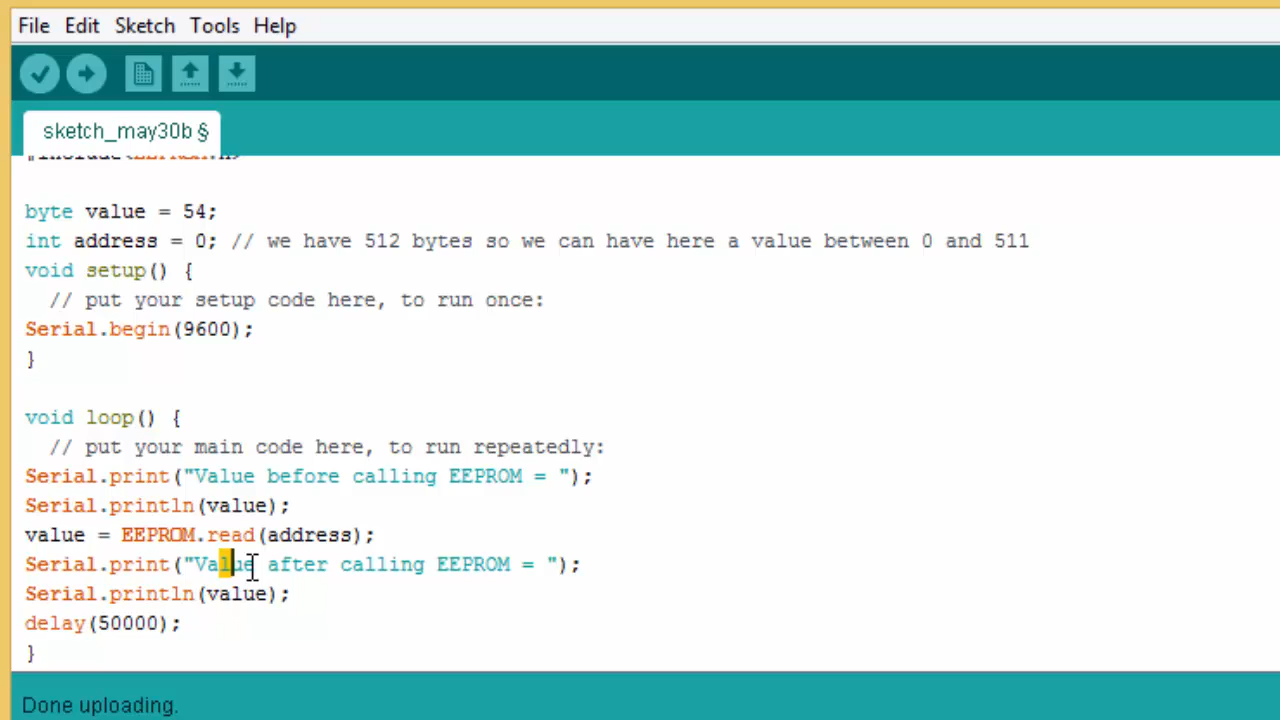 File Edit Sketch Tools Help
sketch_may30b §
#include<EEPROM.h>
byte value = 54;
int address = 0; // we have 512 bytes so we can have here a value between 0 and 511
void setup() {
// put your setup code here, to run once:
Serial.begin(9600);
}
void loop() {
// put your main code here, to run repeatedly:
Serial.print("Value before calling EEPROM = ");
Serial.println(value);
value = EEPROM.read(address);
Serial.print("Value after calling EEPROM = ");
Serial.println(value);
delay(50000);
}
Done uploading.